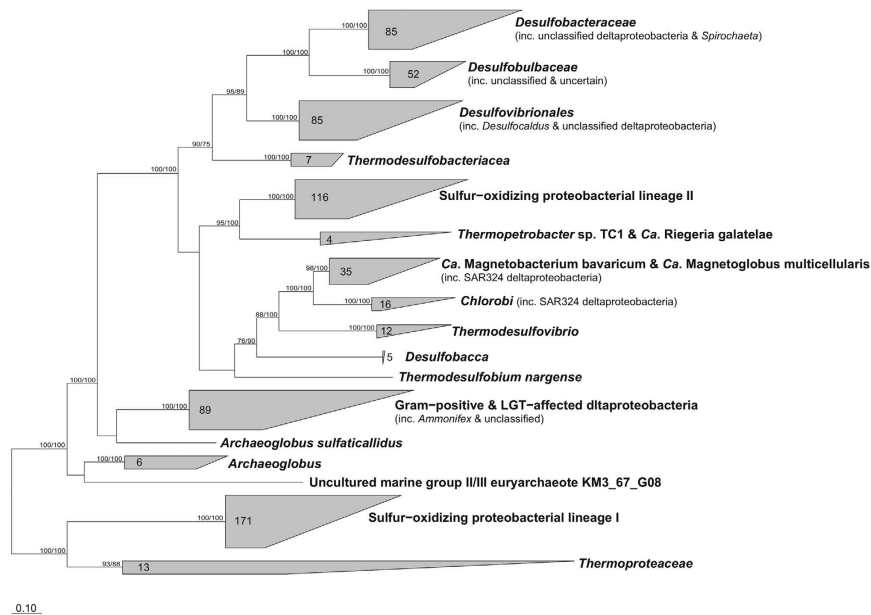 100/100
85
Desulfobacteraceae
(inc. unclassified deltaproteobacteria & Spirochaeta)
100/100
100/100
52
Desulfobulbaceae
(inc. unclassified & uncertain)
95/89
100/100
85
Desulfovibrionales
(inc. Desulfocaldus & unclassified deltaproteobacteria)
90/75
100/100
7
Thermodesulfobacteriacea
100/100
100/100
116
Sulfur-oxidizing proteobacterial lineage II
95/100
4
Thermopetrobacter sp. TC1 & Ca. Riegeria galatelae
98/100
35
Ca. Magnetobacterium bavaricum & Ca. Magnetoglobus multicellularis
(inc. SAR324 deltaproteobacteria)
100/100
100/100
16
Chlorobi (inc. SAR324 deltaproteobacteria)
88/100
100/100
12
Thermodesulfovibrio
76/90
5
Desulfobacca
Thermodesulfobium nargense
100/100
100/100
89
Gram-positive & LGT-affected dltaproteobacteria
(inc. Ammonifex & unclassified)
Archaeoglobus sulfaticallidus
100/100
100/100
6
Archaeoglobus
Uncultured marine group II/III euryarchaeote KM3_67_G08
100/100
171
Sulfur-oxidizing proteobacterial lineage I
100/100
93/88
13
Thermoproteaceae
0.10